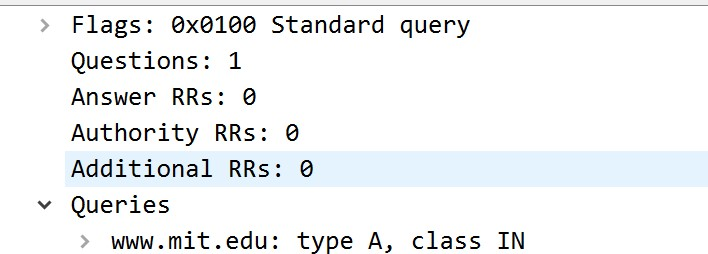 Flags: 0x0100 Standard query
Questions: 1
Answer RRs: 0
Authority RRs: 0
Additional RRs: 0
Queries
www.mit.edu: type A, class IN